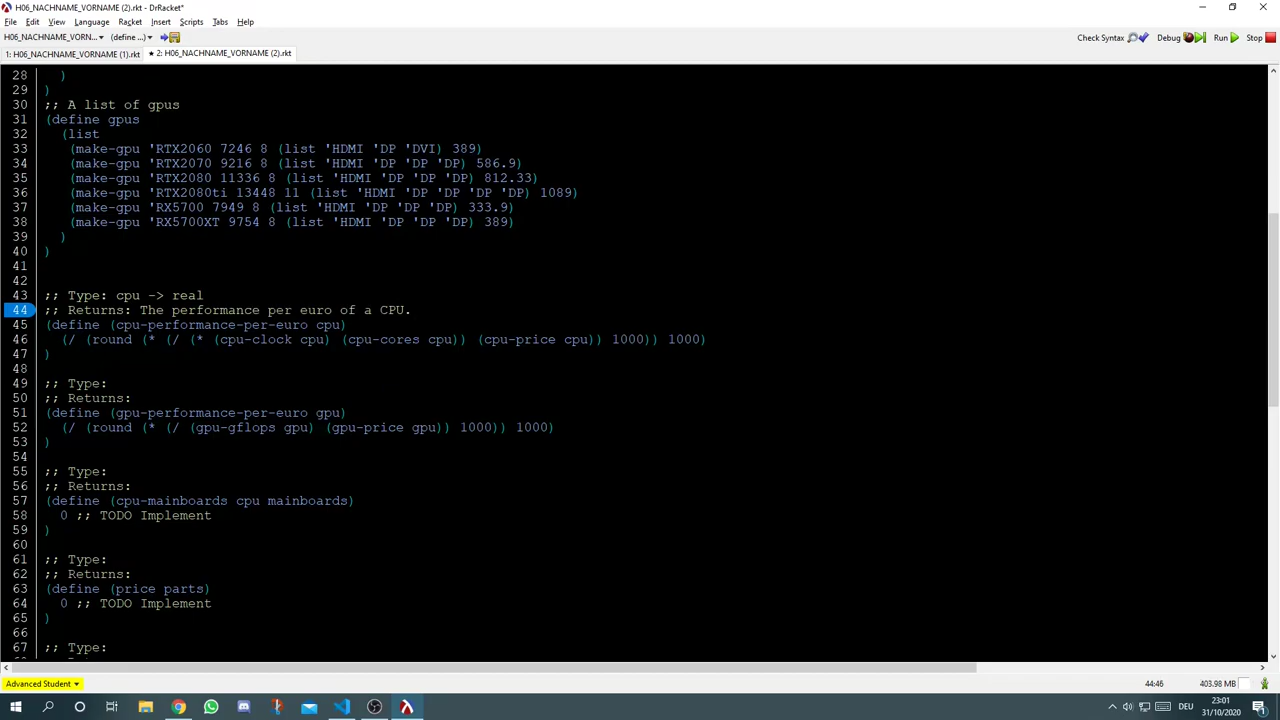 H06_NACHNAME_VORNAME (2).rkt - DrRacket*
File Edit View Language Racket Insert Scripts Tabs Help
H06_NACHNAME_VORN... (define ...) Check Syntax Debug Run Stop
1: H06_NACHNAME_VORNAME (1).rkt ★ 2: H06_NACHNAME_VORNAME (2).rkt
28 )
29 )
30 ;; A list of gpus
31 (define gpus
32 (list
33 (make-gpu 'RTX2060 7246 8 (list 'HDMI 'DP 'DVI) 389)
34 (make-gpu 'RTX2070 9216 8 (list 'HDMI 'DP 'DP 'DP) 586.9)
35 (make-gpu 'RTX2080 11336 8 (list 'HDMI 'DP 'DP 'DP) 812.33)
36 (make-gpu 'RTX2080ti 13448 11 (list 'HDMI 'DP 'DP 'DP 'DP) 1089)
37 (make-gpu 'RX5700 7949 8 (list 'HDMI 'DP 'DP 'DP) 333.9)
38 (make-gpu 'RX5700XT 9754 8 (list 'HDMI 'DP 'DP 'DP) 389)
39 )
40 )
41
42
43 ;; Type: cpu -> real
44 ;; Returns: The performance per euro of a CPU.
45 (define (cpu-performance-per-euro cpu)
46 (/ (round (* (/ (* (cpu-clock cpu) (cpu-cores cpu)) (cpu-price cpu)) 1000)) 1000)
47 )
48
49 ;; Type:
50 ;; Returns:
51 (define (gpu-performance-per-euro gpu)
52 (/ (round (* (/ (gpu-gflops gpu) (gpu-price gpu)) 1000)) 1000)
53 )
54
55 ;; Type:
56 ;; Returns:
57 (define (cpu-mainboards cpu mainboards)
58 0 ;; TODO Implement
59 )
60
61 ;; Type:
62 ;; Returns:
63 (define (price parts)
64 0 ;; TODO Implement
65 )
66
67 ;; Type:
Advanced Student 44:46 403.98 MB
DEU 23:01
31/10/2020